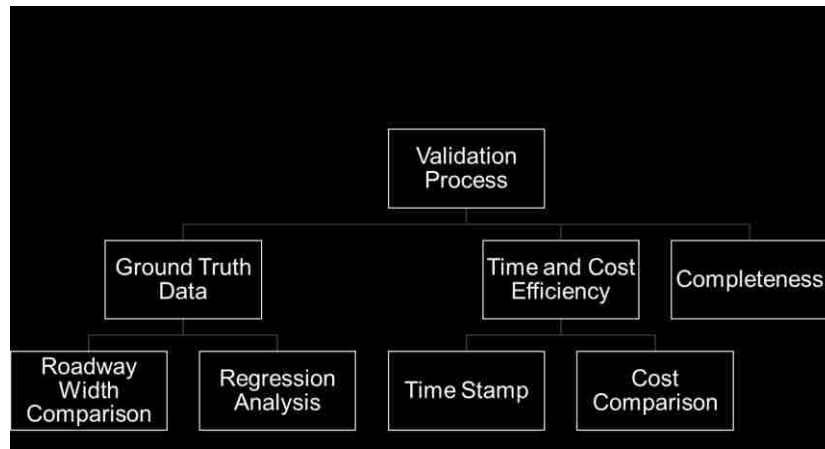 Validation
Process
Ground Truth
Data
Time and Cost
Efficiency
Completeness
Roadway
Width
Comparison
Regression
Analysis
Time Stamp
Cost
Comparison